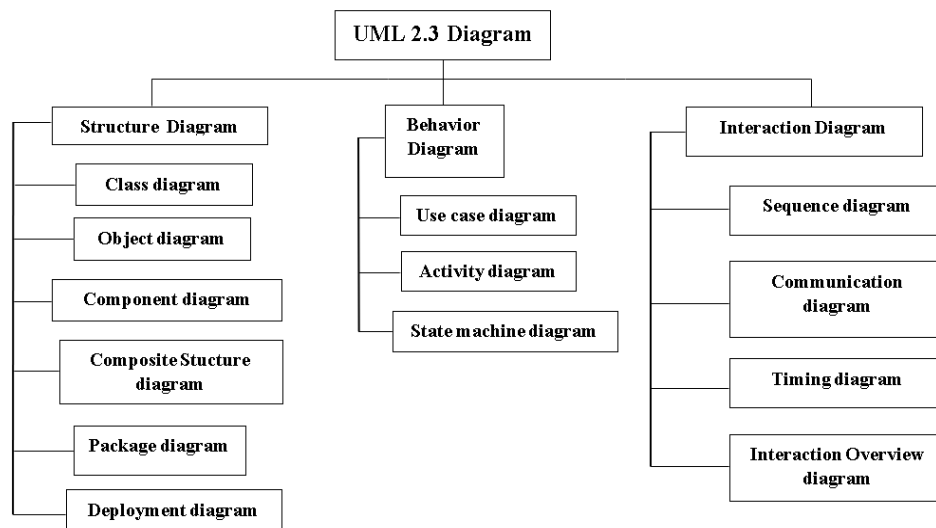 UML 2.3 Diagram
Structure Diagram
Class diagram
Object diagram
Component diagram
Composite Stucture
diagram
Package diagram
Deployment diagram
Behavior
Diagram
Use case diagram
Activity diagram
State machine diagram
Interaction Diagram
Sequence diagram
Communication
diagram
Timing diagram
Interaction Overview
diagram